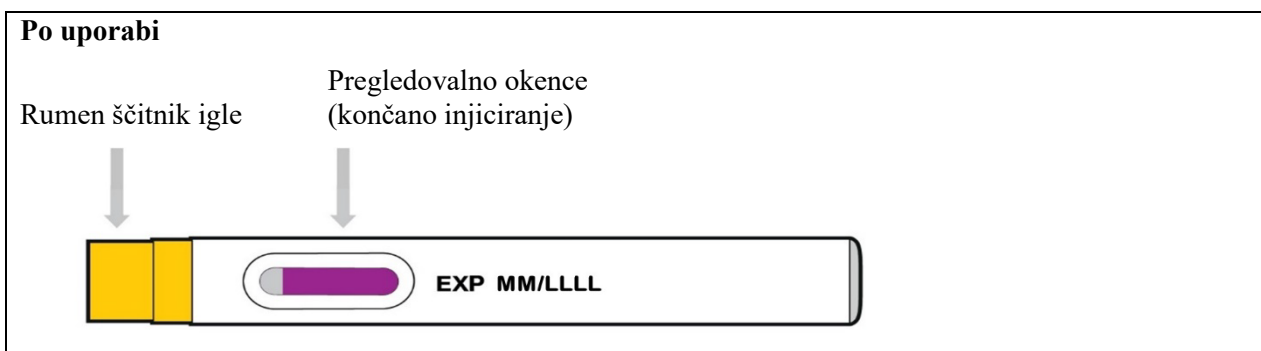 Po uporabi
Rumen ščitnik igle
Pregledovalno okence
(končano injiciranje)
EXP MM/LLLL